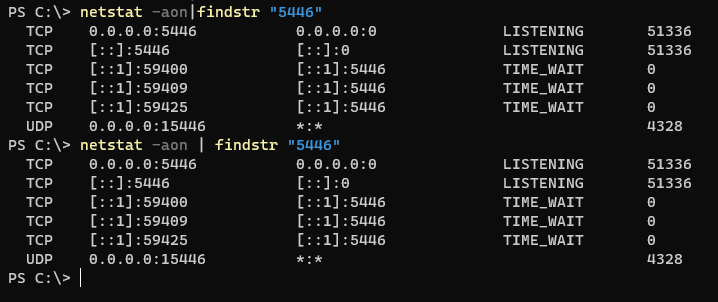 PS C:\> netstat -aon|findstr "5446"
  TCP    0.0.0.0:5446           0.0.0.0:0              LISTENING       51336
  TCP    [::]:5446              [::]:0                 LISTENING       51336
  TCP    [::1]:59400            [::1]:5446             TIME_WAIT       0
  TCP    [::1]:59409            [::1]:5446             TIME_WAIT       0
  TCP    [::1]:59425            [::1]:5446             TIME_WAIT       0
  UDP    0.0.0.0:15446          *:*                                    4328
PS C:\> netstat -aon | findstr "5446"
  TCP    0.0.0.0:5446           0.0.0.0:0              LISTENING       51336
  TCP    [::]:5446              [::]:0                 LISTENING       51336
  TCP    [::1]:59400            [::1]:5446             TIME_WAIT       0
  TCP    [::1]:59409            [::1]:5446             TIME_WAIT       0
  TCP    [::1]:59425            [::1]:5446             TIME_WAIT       0
  UDP    0.0.0.0:15446          *:*                                    4328
PS C:\>